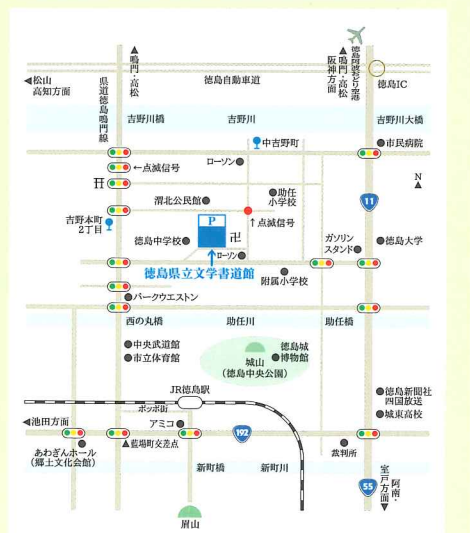 徳島阿波おどり空港
▲鳴門・高松
▲鳴門・高松
阪神方面
◀松山
高知方面
県道徳島鳴門線
徳島自動車道
徳島IC
吉野川橋
吉野川
吉野川大橋
中吉野町
市民病院
ローソン
←点滅信号
N
助任
小学校
渭北公民館
11
吉野本町
2丁目
P
↑点滅信号
卍
徳島中学校
ガソリン
スタンド
徳島大学
ローソン
徳島県立文学書道館
附属小学校
パークウエストン
西の丸橋
助任川
助任橋
中央武道館
市立体育館
徳島城
博物館
城山
(徳島中央公園)
JR徳島駅
徳島新聞社
四国放送
城東高校
ポッポ街
◀池田方面
アミコ
192
▲藍場町交差点
あわぎんホール
(郷土文化会館)
裁判所
新町橋
新町川
55
阿南・
室戸方面▼
眉山